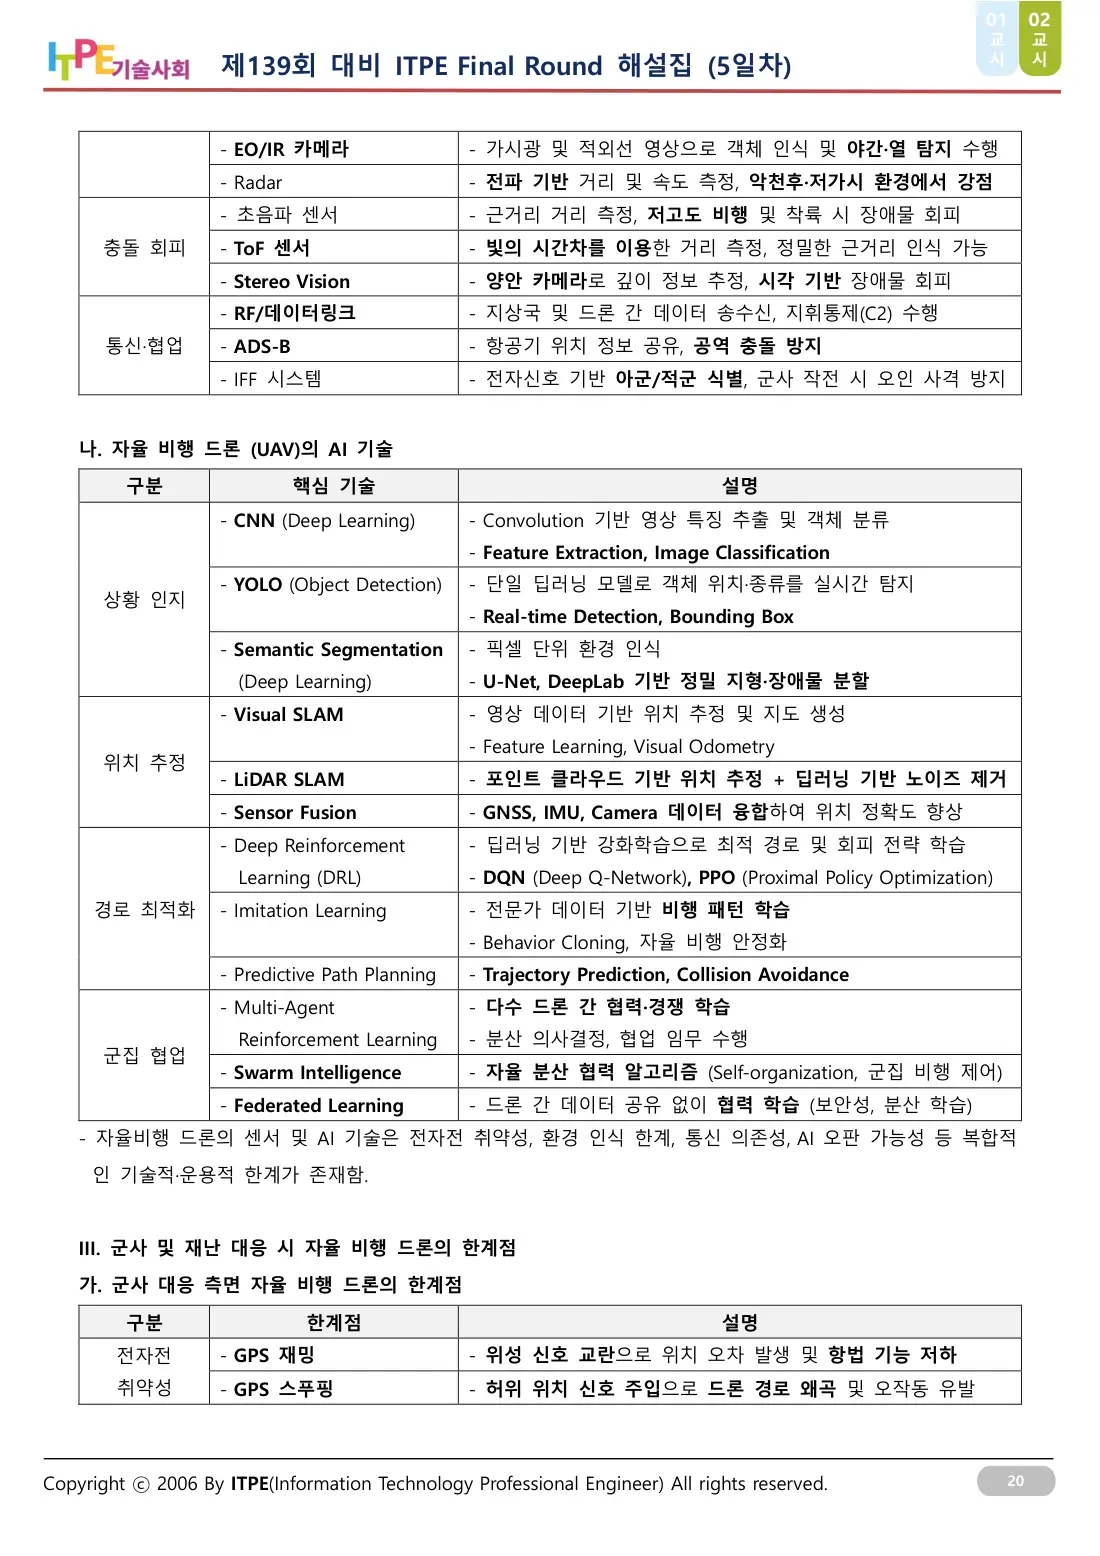 ITPE기술사회 제139회 대비 ITPE Final Round 해설집 (5일차)
01 교시
02 교시
- EO/IR 카메라 - 가시광 및 적외선 영상으로 객체 인식 및 야간·열 탐지 수행
- Radar - 전파 기반 거리 및 속도 측정, 악천후·저가시 환경에서 강점
충돌 회피
- 초음파 센서 - 근거리 거리 측정, 저고도 비행 및 착륙 시 장애물 회피
- ToF 센서 - 빛의 시간차를 이용한 거리 측정, 정밀한 근거리 인식 가능
- Stereo Vision - 양안 카메라로 깊이 정보 추정, 시각 기반 장애물 회피
통신·협업
- RF/데이터링크 - 지상국 및 드론 간 데이터 송수신, 지휘통제(C2) 수행
- ADS-B - 항공기 위치 정보 공유, 공역 충돌 방지
- IFF 시스템 - 전자신호 기반 아군/적군 식별, 군사 작전 시 오인 사격 방지
나. 자율 비행 드론 (UAV)의 AI 기술
구분 핵심 기술 설명
상황 인지
- CNN (Deep Learning) - Convolution 기반 영상 특징 추출 및 객체 분류
- Feature Extraction, Image Classification
- YOLO (Object Detection) - 단일 딥러닝 모델로 객체 위치·종류를 실시간 탐지
- Real-time Detection, Bounding Box
- Semantic Segmentation - 픽셀 단위 환경 인식
(Deep Learning) - U-Net, DeepLab 기반 정밀 지형·장애물 분할
위치 추정
- Visual SLAM - 영상 데이터 기반 위치 추정 및 지도 생성
- Feature Learning, Visual Odometry
- LiDAR SLAM - 포인트 클라우드 기반 위치 추정 + 딥러닝 기반 노이즈 제거
- Sensor Fusion - GNSS, IMU, Camera 데이터 융합하여 위치 정확도 향상
경로 최적화
- Deep Reinforcement - 딥러닝 기반 강화학습으로 최적 경로 및 회피 전략 학습
Learning (DRL) - DQN (Deep Q-Network), PPO (Proximal Policy Optimization)
- Imitation Learning - 전문가 데이터 기반 비행 패턴 학습
- Behavior Cloning, 자율 비행 안정화
- Predictive Path Planning - Trajectory Prediction, Collision Avoidance
군집 협업
- Multi-Agent - 다수 드론 간 협력·경쟁 학습
Reinforcement Learning - 분산 의사결정, 협업 임무 수행
- Swarm Intelligence - 자율 분산 협력 알고리즘 (Self-organization, 군집 비행 제어)
- Federated Learning - 드론 간 데이터 공유 없이 협력 학습 (보안성, 분산 학습)
- 자율비행 드론의 센서 및 AI 기술은 전자전 취약성, 환경 인식 한계, 통신 의존성, AI 오판 가능성 등 복합적
인 기술적·운용적 한계가 존재함.
III. 군사 및 재난 대응 시 자율 비행 드론의 한계점
가. 군사 대응 측면 자율 비행 드론의 한계점
구분 한계점 설명
전자전
취약성
- GPS 재밍 - 위성 신호 교란으로 위치 오차 발생 및 항법 기능 저하
- GPS 스푸핑 - 허위 위치 신호 주입으로 드론 경로 왜곡 및 오작동 유발
Copyright ⓒ 2006 By ITPE(Information Technology Professional Engineer) All rights reserved.
20